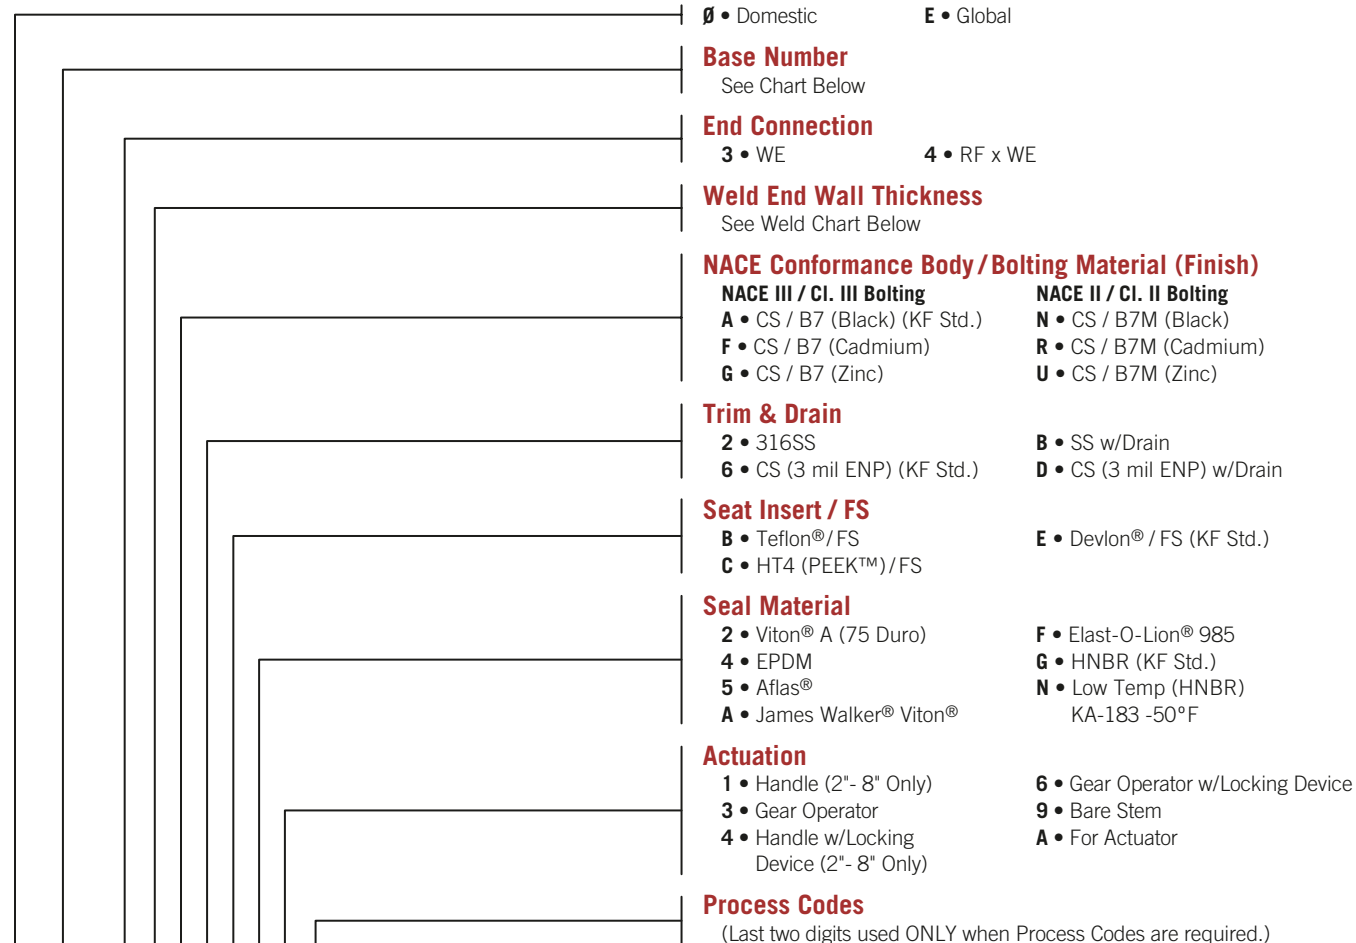 Ø • Domestic E • Global
Base Number
See Chart Below
End Connection
3 • WE 4 • RF x WE
Weld End Wall Thickness
See Weld Chart Below
NACE Conformance Body / Bolting Material (Finish)
NACE III / Cl. III Bolting NACE II / Cl. II Bolting
A • CS / B7 (Black) (KF Std.) N • CS / B7M (Black)
F • CS / B7 (Cadmium) R • CS / B7M (Cadmium)
G • CS / B7 (Zinc) U • CS / B7M (Zinc)
Trim & Drain
2 • 316SS B • SS w/Drain
6 • CS (3 mil ENP) (KF Std.) D • CS (3 mil ENP) w/Drain
Seat Insert / FS
B • Teflon® / FS E • Devlon® / FS (KF Std.)
C • HT4 (PEEK™) / FS
Seal Material
2 • Viton® A (75 Duro) F • Elast-O-Lion® 985
4 • EPDM G • HNBR (KF Std.)
5 • Aflas® N • Low Temp (HNBR)
A • James Walker® Viton® KA-183 -50°F
Actuation
1 • Handle (2"- 8" Only) 6 • Gear Operator w/Locking Device
3 • Gear Operator 9 • Bare Stem
4 • Handle w/Locking A • For Actuator
Device (2"- 8" Only)
Process Codes
(Last two digits used ONLY when Process Codes are required.)